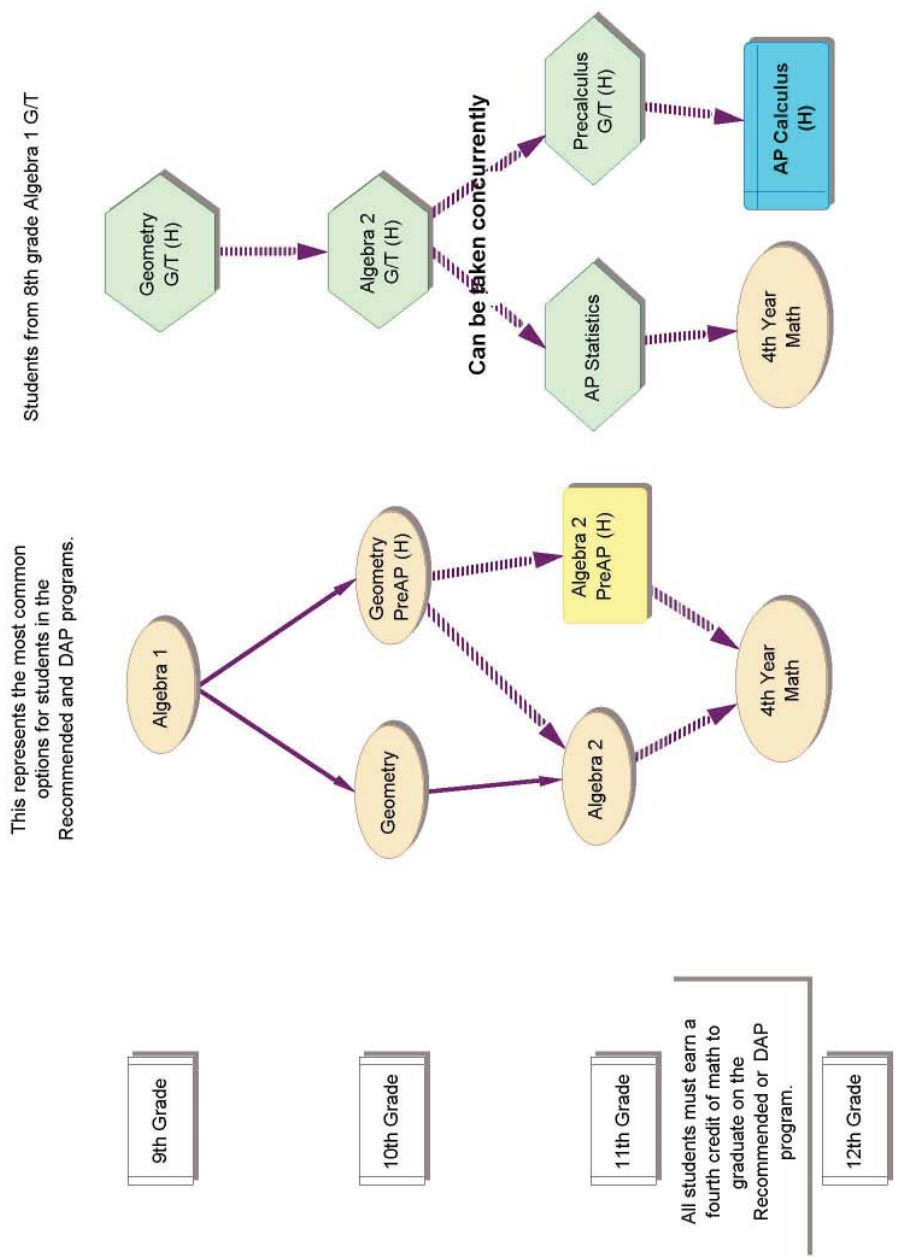 This represents the most common
options for students in the
Recommended and DAP programs.
Students from 8th grade Algebra 1 G/T
9th Grade
Algebra 1
Geometry
G/T (H)
10th Grade
Geometry
Geometry
PreAP (H)
Algebra 2
G/T (H)
Can be taken concurrently
11th Grade
Algebra 2
Algebra 2
PreAP (H)
AP Statistics
Precalculus
G/T (H)
All students must earn a
fourth credit of math to
graduate on the
Recommended or DAP
program.
12th Grade
4th Year
Math
4th Year
Math
AP Calculus
(H)